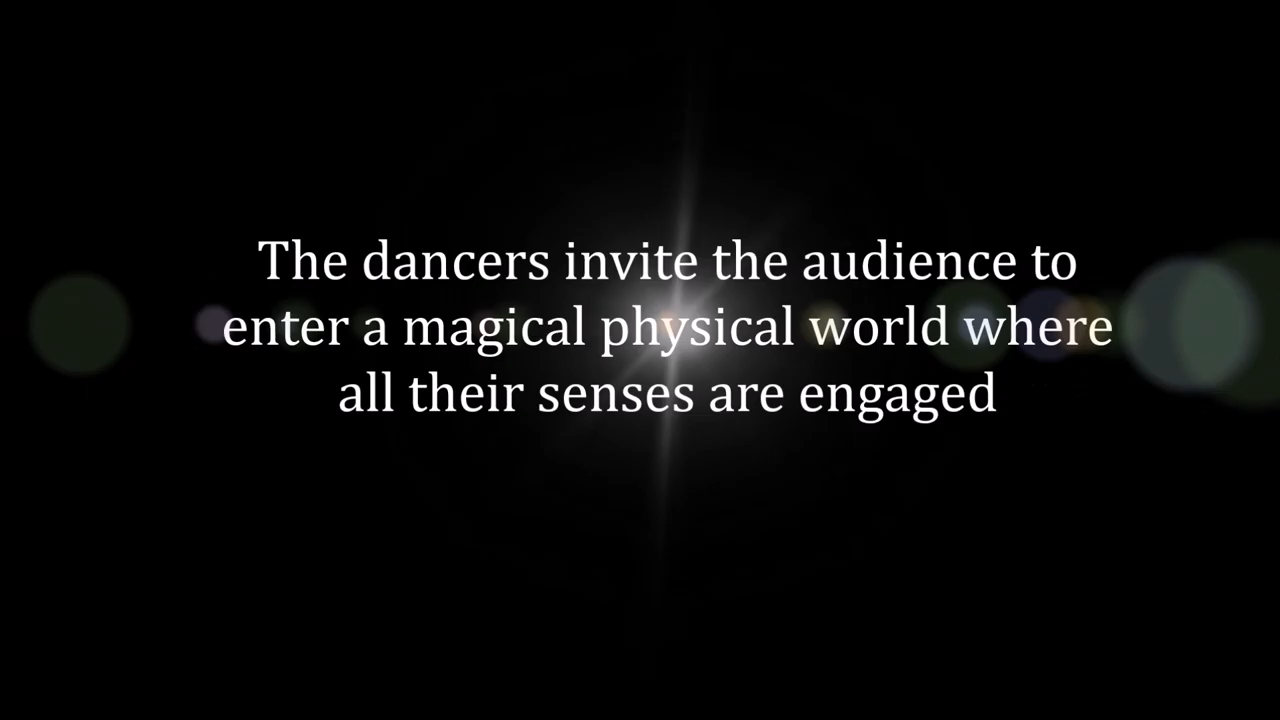 The dancers invite the audience to
enter a magical physical world where
all their senses are engaged